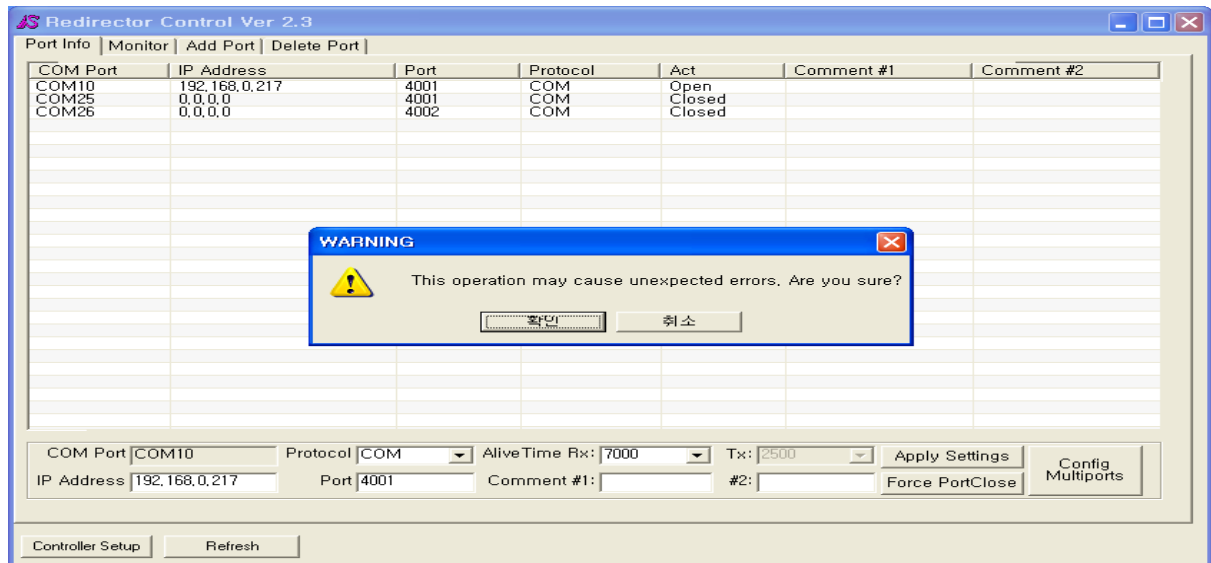 Redirector Control Ver 2.3
Port Info Monitor Add Port Delete Port
COM Port IP Address Port Protocol Act Comment #1 Comment #2
COM10 192,168,0,217 4001 COM Open
COM25 0,0,0,0 4001 COM Closed
COM26 0,0,0,0 4002 COM Closed
WARNING
This operation may cause unexpected errors, Are you sure?
확인 취소
COM Port COM10 Protocol COM AliveTime Rx: 7000 Tx: 2500 Apply Settings Config
Multiports
IP Address 192,168,0,217 Port 4001 Comment #1: #2: Force PortClose
Controller Setup Refresh